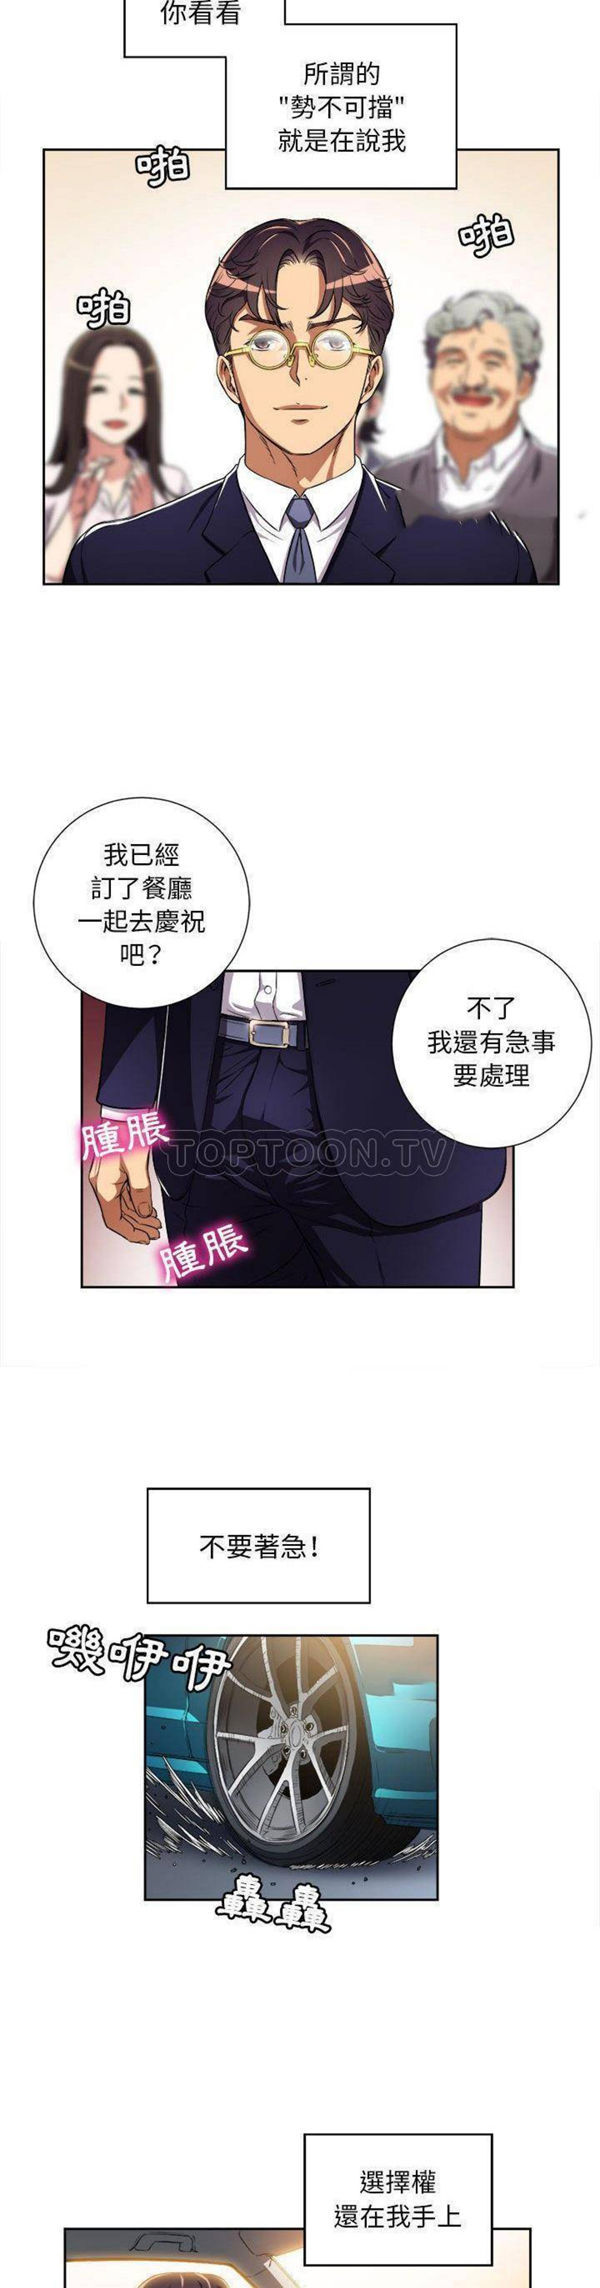 你看看
所謂的
"勢不可擋"
就是在說我
啪
啪
啪
我已經
訂了餐廳
一起去慶祝
吧？
不了
我還有急事
要處理
腫脹
TOPTOON.TV
腫脹
不要著急！
嘰咿咿
轟轟
選擇權
還在我手上